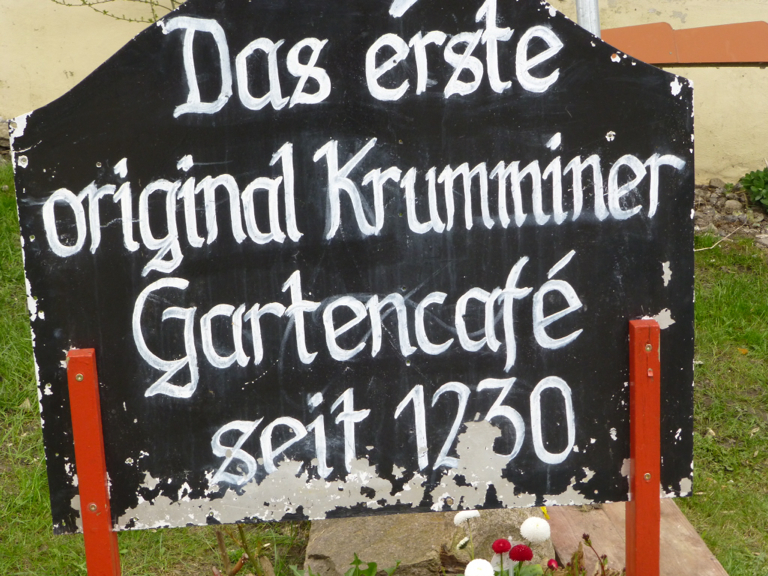 Das erste
original Krumminer
Gartencafé
seit 1230